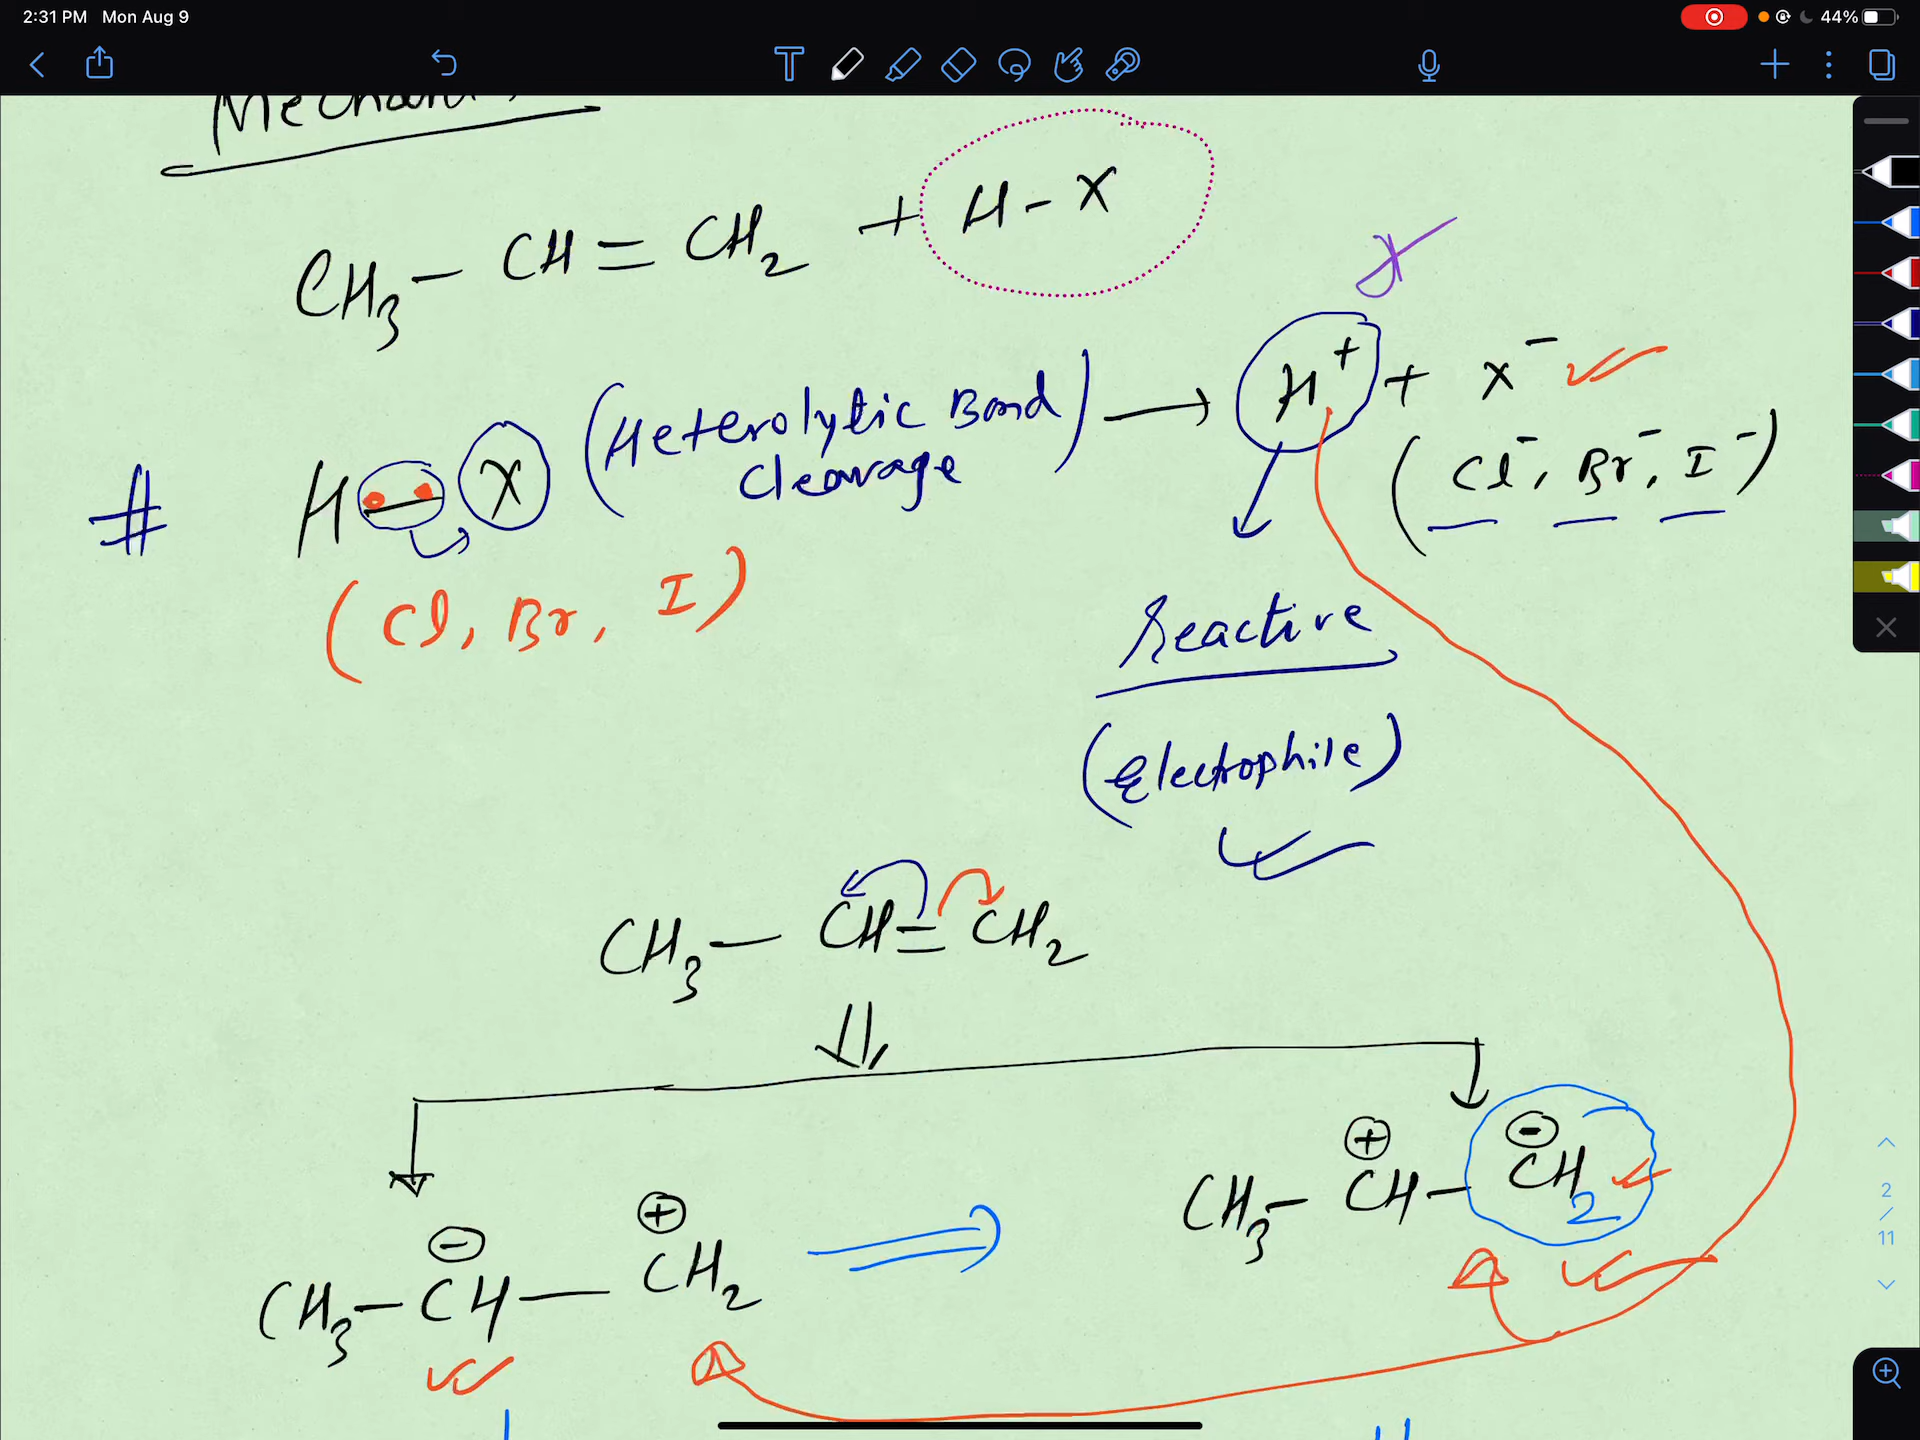 2:31 PM Mon Aug 9
44%
CH3 - CH = CH2 + H - X
# H - X (Heterolytic Bond Cleavage) → H+ + X-
(Cl-, Br-, I-)
(Cl, Br, I)
Reactive
(Electrophile)
CH3 - CH = CH2
CH3 - CH⊖ - CH2⊕
CH3 - CH⊕ - CH2⊖
2
/
11